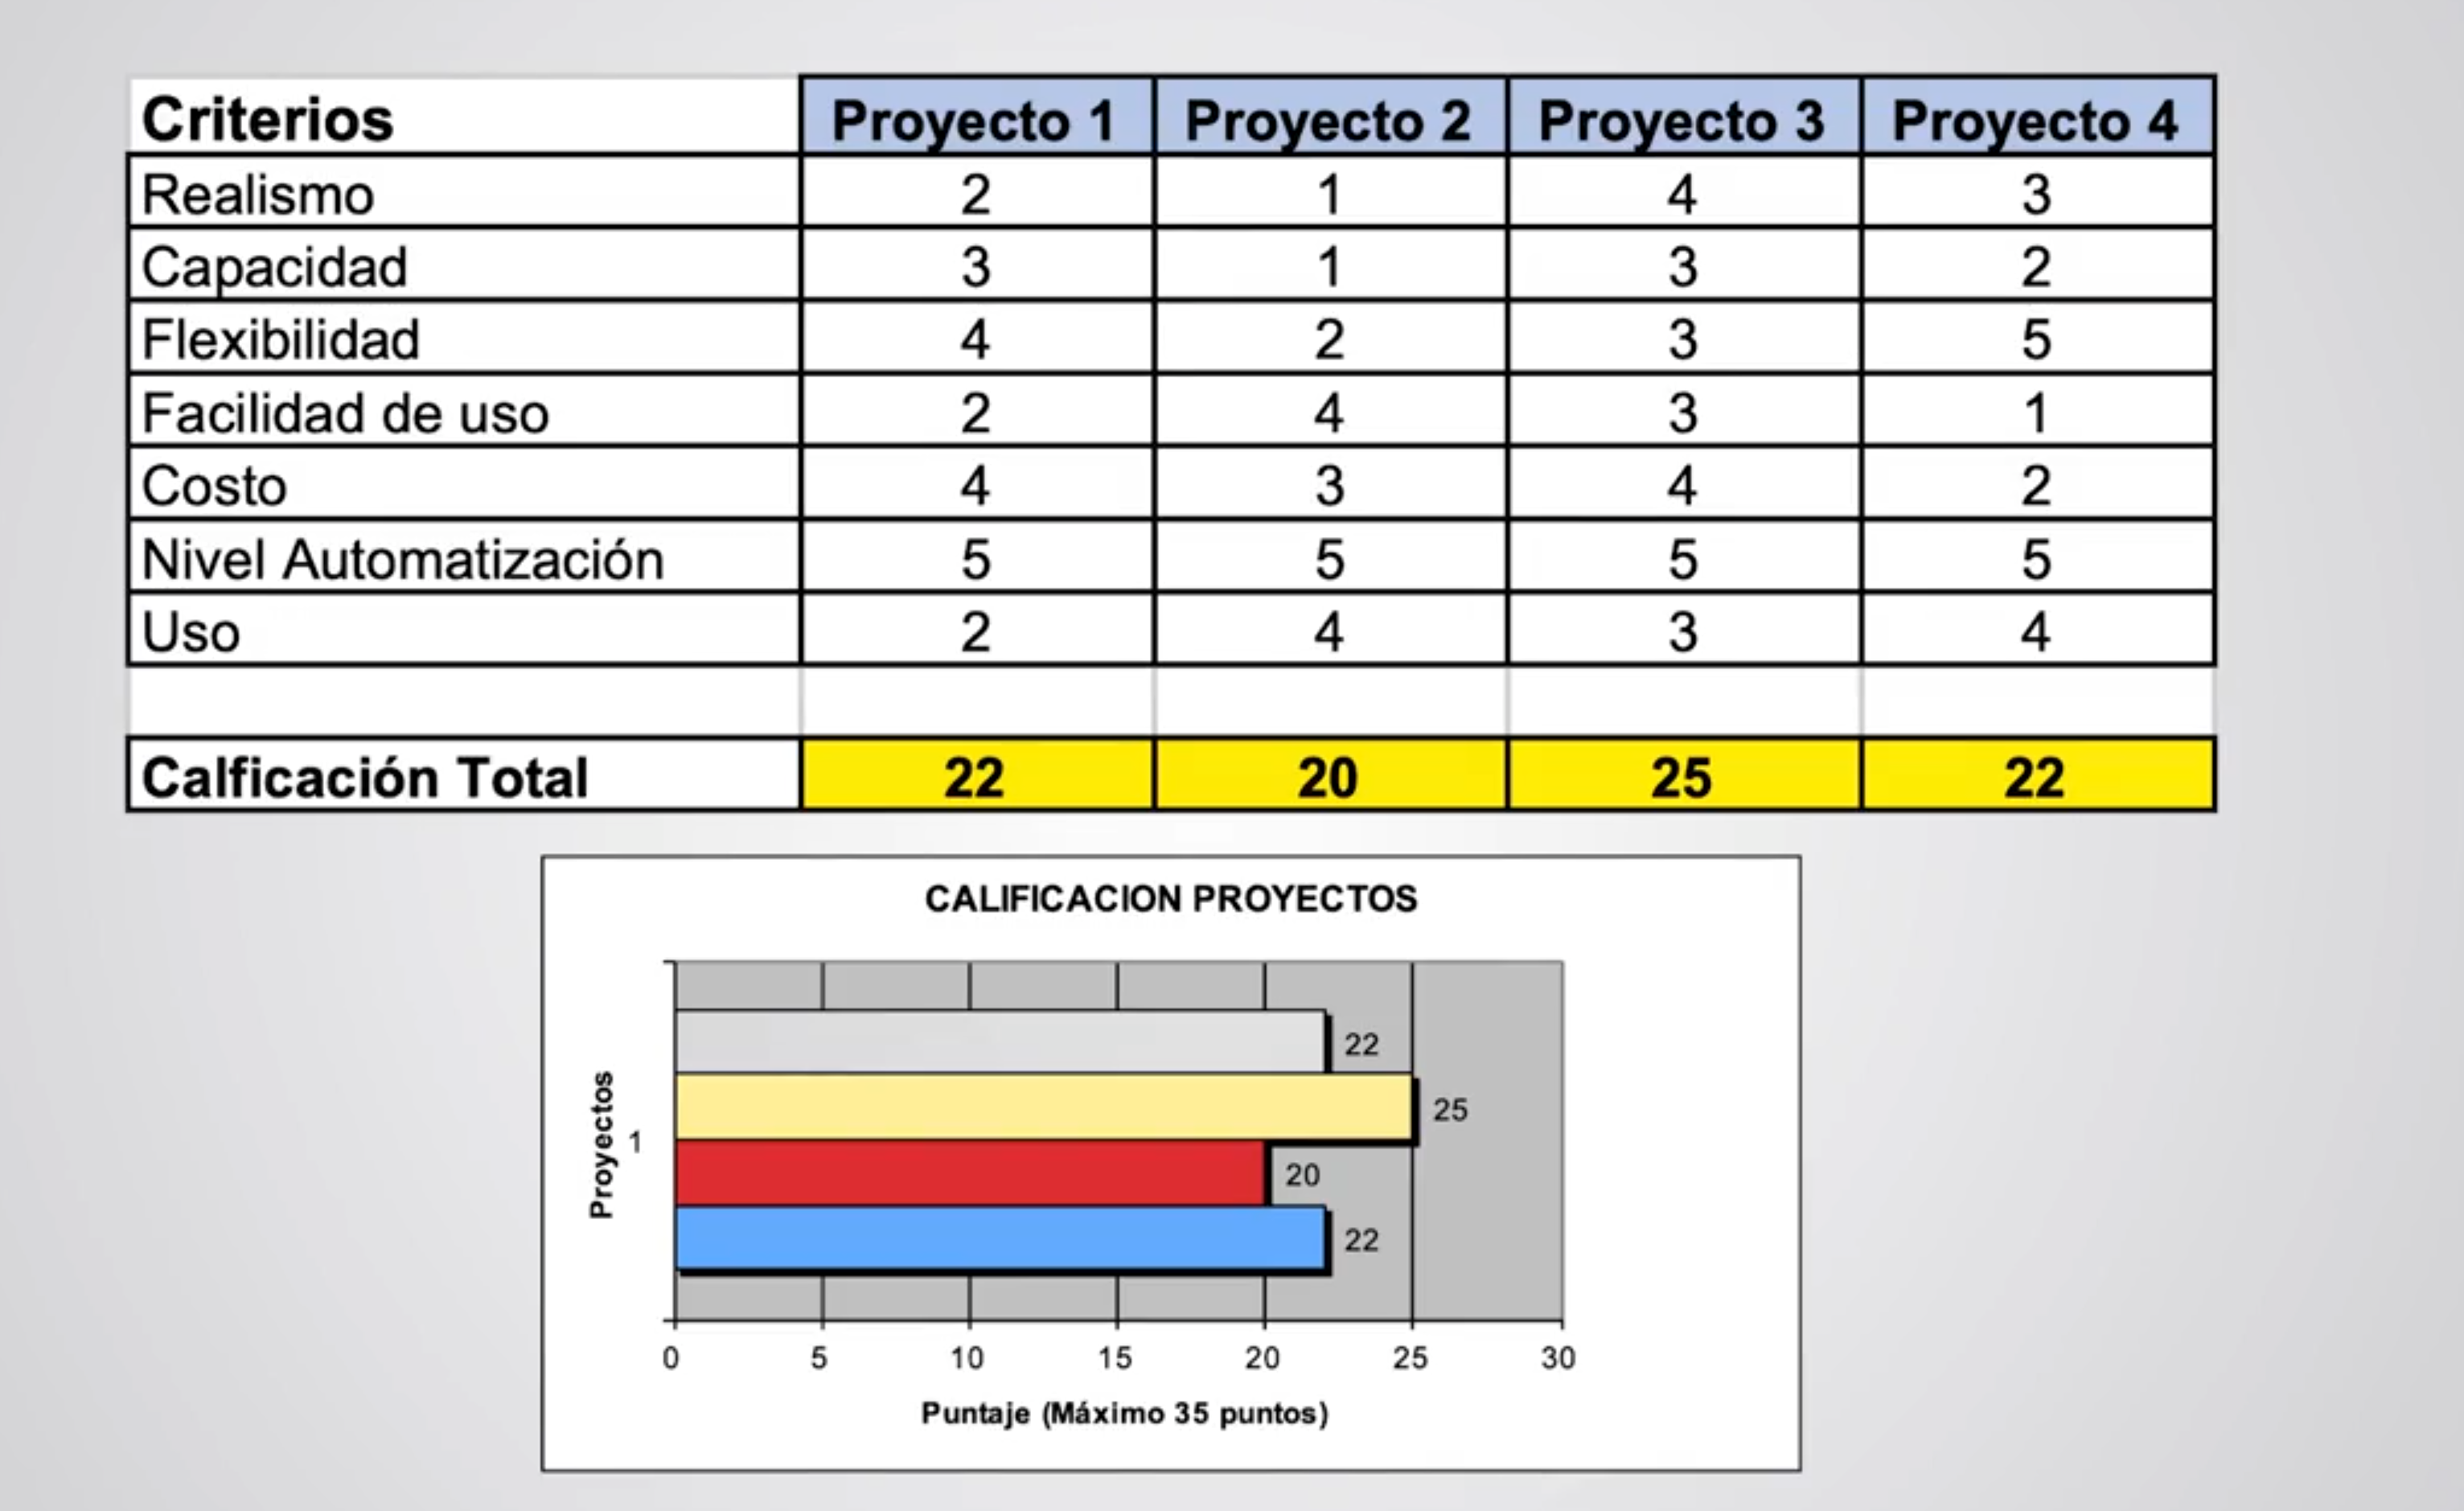 Criterios Proyecto 1 Proyecto 2 Proyecto 3 Proyecto 4
Realismo 2 1 4 3
Capacidad 3 1 3 2
Flexibilidad 4 2 3 5
Facilidad de uso 2 4 3 1
Costo 4 3 4 2
Nivel Automatización 5 5 5 5
Uso 2 4 3 4
Calficación Total 22 20 25 22
CALIFICACION PROYECTOS
22
25
Proyectos
1
20
22
0 5 10 15 20 25 30
Puntaje (Máximo 35 puntos)